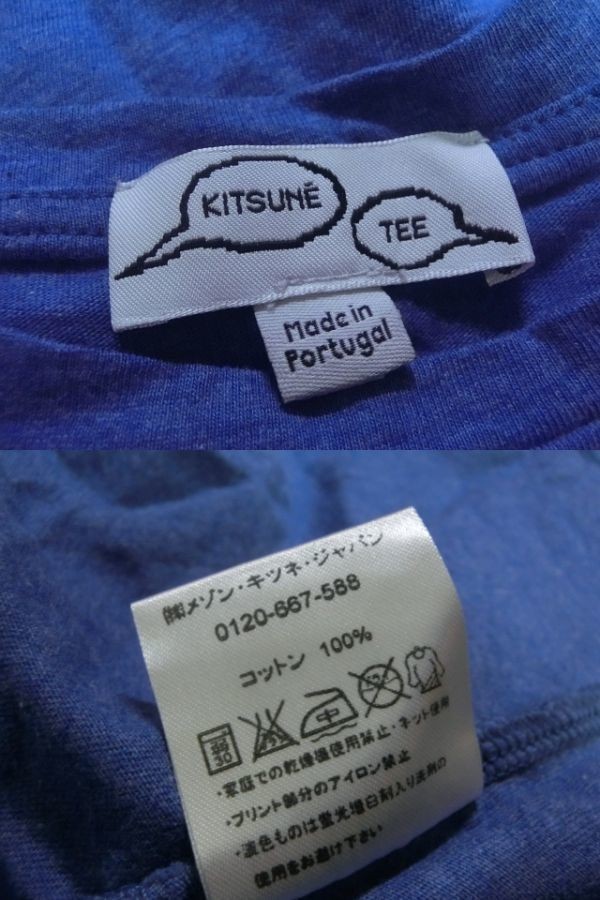 KITSUNÉ
TEE
Made in
Portugal
㈱メゾン・キツネ・ジャパン
0120-667-588
コットン 100%
中
・家庭での乾燥機使用禁止・ネット使用
・プリント部分のアイロン禁止
・淡色ものは蛍光増白剤入り洗剤の
使用をお避け下さい